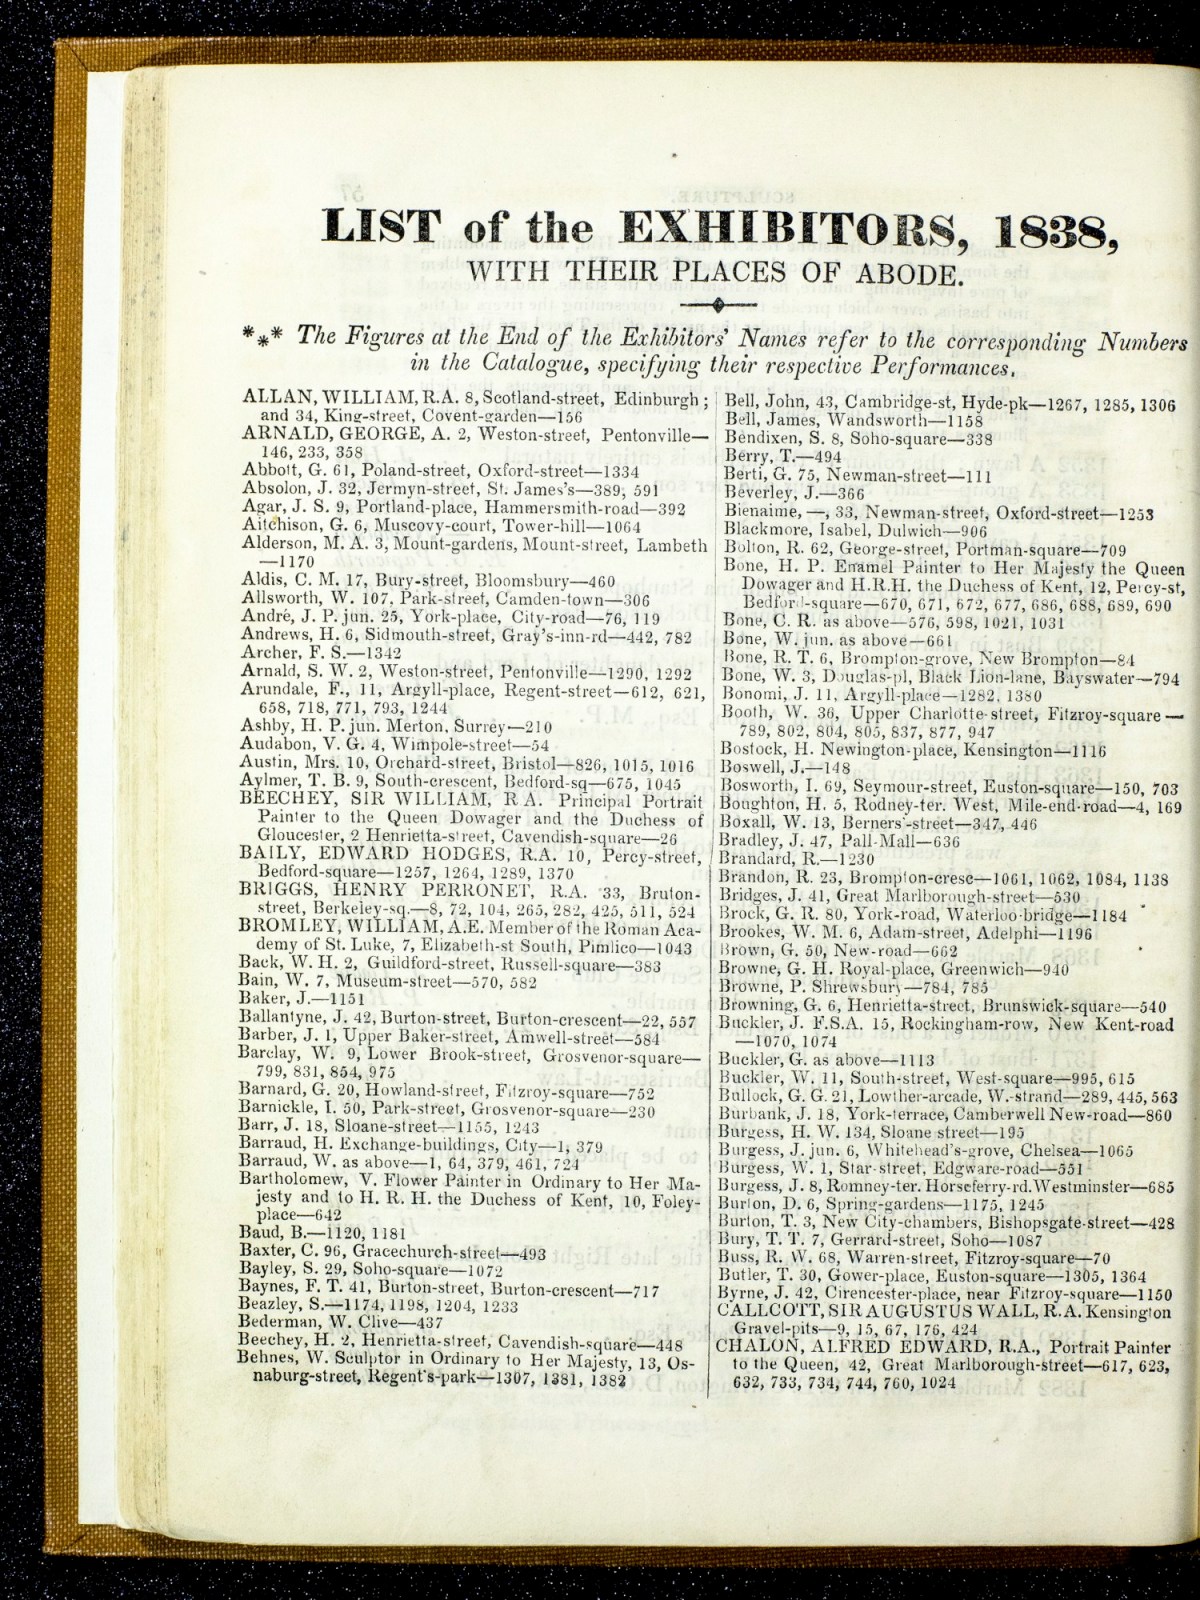 LIST of the EXHIBITORS, 1838,
WITH THEIR PLACES OF ABODE.
*** The Figures at the End of the Exhibitors' Names refer to the corresponding Numbers
in the Catalogue, specifying their respective Performances.
ALLAN, WILLIAM, R.A. 8, Scotland-street, Edinburgh;
and 34, King-street, Covent-garden—156
ARNALD, GEORGE, A. 2, Weston-street, Pentonville—
146, 233, 358
Abbott, G. 61, Poland-street, Oxford-street—1334
Absolon, J. 32, Jermyn-street, St. James's—389, 591
Agar, J. S. 9, Portland-place, Hammersmith-road—392
Aitchison, G. 6, Muscovy-court, Tower-hill—1064
Alderson, M. A. 3, Mount-gardens, Mount-street, Lambeth
—1170
Aldis, C. M. 17, Bury-street, Bloomsbury—460
Allsworth, W. 107, Park-street, Camden-town—306
André, J. P. jun. 25, York-place, City-road—76, 119
Andrews, H. 6, Sidmouth-street, Gray's-inn-rd—442, 782
Archer, F. S.—1342
Arnald, S. W. 2, Weston-street, Pentonville—1290, 1292
Arundale, F., 11, Argyll-place, Regent-street—612, 621,
658, 718, 771, 793, 1244
Ashby, H. P. jun. Merton, Surrey—210
Audabon, V. G. 4, Wimpole-street—54
Austin, Mrs. 10, Orchard-street, Bristol—826, 1015, 1016
Aylmer, T. B. 9, South-crescent, Bedford-sq—675, 1045
BEECHEY, SIR WILLIAM, R A. Principal Portrait
Painter to the Queen Dowager and the Duchess of
Gloucester, 2 Henrietta-street, Cavendish-square—26
BAILY, EDWARD HODGES, R.A. 10, Percy-street,
Bedford-square—1257, 1264, 1289, 1370
BRIGGS, HENRY PERRONET, R.A. 33, Bruton-
street, Berkeley-sq.—8, 72, 104, 265, 282, 425, 511, 524
BROMLEY, WILLIAM, A.E. Member of the Roman Aca-
demy of St. Luke, 7, Elizabeth-st South, Pimlico—1043
Back, W. H. 2, Guildford-street, Russell-square—383
Bain, W. 7, Museum-street—570, 582
Baker, J.—1151
Ballantyne, J. 42, Burton-street, Burton-crescent—22, 557
Barber, J. 1, Upper Baker-street, Amwell-street—584
Barclay, W. 9, Lower Brook-street, Grosvenor-square—
799, 831, 854, 975
Barnard, G. 20, Howland-street, Fitzroy-square—752
Barnickle, I. 50, Park-street, Grosvenor-square—230
Barr, J. 18, Sloane-street—1155, 1243
Barraud, H. Exchange-buildings, City—1, 379
Barraud, W. as above—1, 64, 379, 461, 724
Bartholomew, V. Flower Painter in Ordinary to Her Ma-
jesty and to H. R. H. the Duchess of Kent, 10, Foley-
place—642
Baud, B.—1120, 1181
Baxter, C. 96, Gracechurch-street—493
Bayley, S. 29, Soho-square—1072
Baynes, F. T. 41, Burton-street, Burton-crescent—717
Beazley, S.—1174, 1198, 1204, 1233
Bederman, W. Clive—437
Beechey, H. 2, Henrietta-street, Cavendish-square—448
Behnes, W. Sculptor in Ordinary to Her Majesty, 13, Os-
naburg-street, Regent's-park—1307, 1381, 1382
Bell, John, 43, Cambridge-st, Hyde-pk—1267, 1285, 1306
Bell, James, Wandsworth—1158
Bendixen, S. 8, Soho-square—338
Berry, T.—494
Berti, G. 75, Newman-street—111
Beverley, J.—366
Bienaime, —, 33, Newman-street, Oxford-street—1253
Blackmore, Isabel, Dulwich—906
Bolton, R. 62, George-street, Portman-square—709
Bone, H. P. Enamel Painter to Her Majesty the Queen
Dowager and H.R.H. the Duchess of Kent, 12, Percy-st,
Bedford-square—670, 671, 672, 677, 686, 688, 689, 690
Bone, C. R. as above—576, 598, 1021, 1031
Bone, W. jun. as above—661
Bone, R. T. 6, Brompton-grove, New Brompton—84
Bone, W. 3, Douglas-pl, Black Lion-lane, Bayswater—794
Bonomi, J. 11, Argyll-place—1282, 1380
Booth, W. 36, Upper Charlotte-street, Fitzroy-square—
789, 802, 804, 805, 837, 877, 947
Bostock, H. Newington-place, Kensington—1116
Boswell, J.—148
Bosworth, I. 69, Seymour-street, Euston-square—150, 703
Boughton, H. 5, Rodney-ter. West, Mile-end-road—4, 169
Boxall, W. 13, Berners'-street—347, 446
Bradley, J. 47, Pall-Mall—636
Brandard, R.—1230
Brandon, R. 23, Brompton-cresc—1061, 1062, 1084, 1138
Bridges, J. 41, Great Marlborough-street—530
Brock, G. R. 80, York-road, Waterloo-bridge—1184
Brookes, W. M. 6, Adam-street, Adelphi—1196
Brown, G. 50, New-road—662
Browne, G. H. Royal-place, Greenwich—940
Browne, P. Shrewsbury—784, 785
Browning, G. 6, Henrietta-street, Brunswick-square—540
Buckler, J. F.S.A. 15, Rockingham-row, New Kent-road
—1070, 1074
Buckler, G. as above—1113
Buckler, W. 11, South-street, West-square—995, 615
Bullock, G. G. 21, Lowther-arcade, W.-strand—289, 445, 563
Burbank, J. 18, York-terrace, Camberwell New-road—860
Burgess, H. W. 134, Sloane street—195
Burgess, J. jun. 6, Whitehead's-grove, Chelsea—1065
Burgess, W. 1, Star-street, Edgware-road—551
Burgess, J. 8, Romney-ter. Horseferry-rd. Westminster—685
Burton, D. 6, Spring-gardens—1175, 1245
Burton, T. 3, New City-chambers, Bishopsgate-street—428
Bury, T. T. 7, Gerrard-street, Soho—1087
Buss, R. W. 68, Warren-street, Fitzroy-square—70
Butler, T. 30, Gower-place, Euston-square—1305, 1364
Byrne, J. 42, Cirencester-place, near Fitzroy-square—1150
CALLCOTT, SIR AUGUSTUS WALL, R.A. Kensington
Gravel-pits—9, 15, 67, 176, 424
CHALON, ALFRED EDWARD, R.A., Portrait Painter
to the Queen, 42, Great Marlborough-street—617, 623,
632, 733, 734, 744, 760, 1024